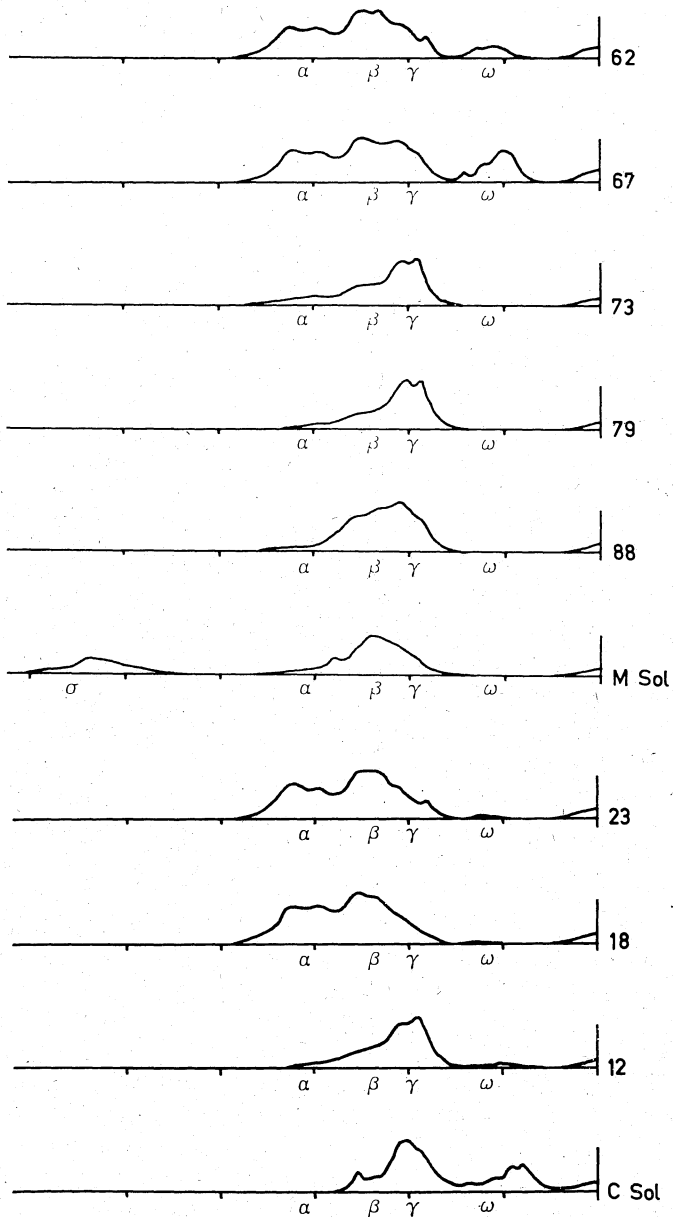 62
α β γ ω
67
α β γ ω
73
α β γ ω
79
α β γ ω
88
α β γ ω
M Sol
σ α β γ ω
23
α β γ ω
18
α β γ ω
12
α β γ ω
C Sol
α β γ ω